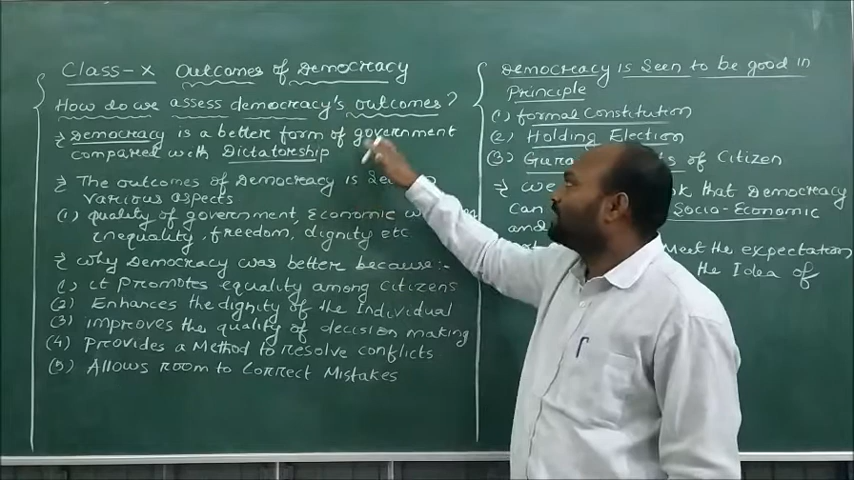 Class-X Outcomes of Democracy
How do we assess democracy's outcomes?
Democracy is a better form of government
compared with Dictatorship
The outcomes of Democracy is
various aspects
(1) quality of government, Economic
inequality, freedom, dignity etc
why Democracy was better because:-
(1) it Promotes equality among citizens
(2) Enhances the dignity of the Individual
(3) improves the quality of decision making
(4) Provides a Method to resolve conflicts
(5) Allows room to Correct Mistakes
Democracy is Seen to be good in
Principle
(1) formal Constitution
(2) Holding Election
(3) of Citizen
that Democracy
can Socio-Economic
and
Meet the expectation
the Idea of